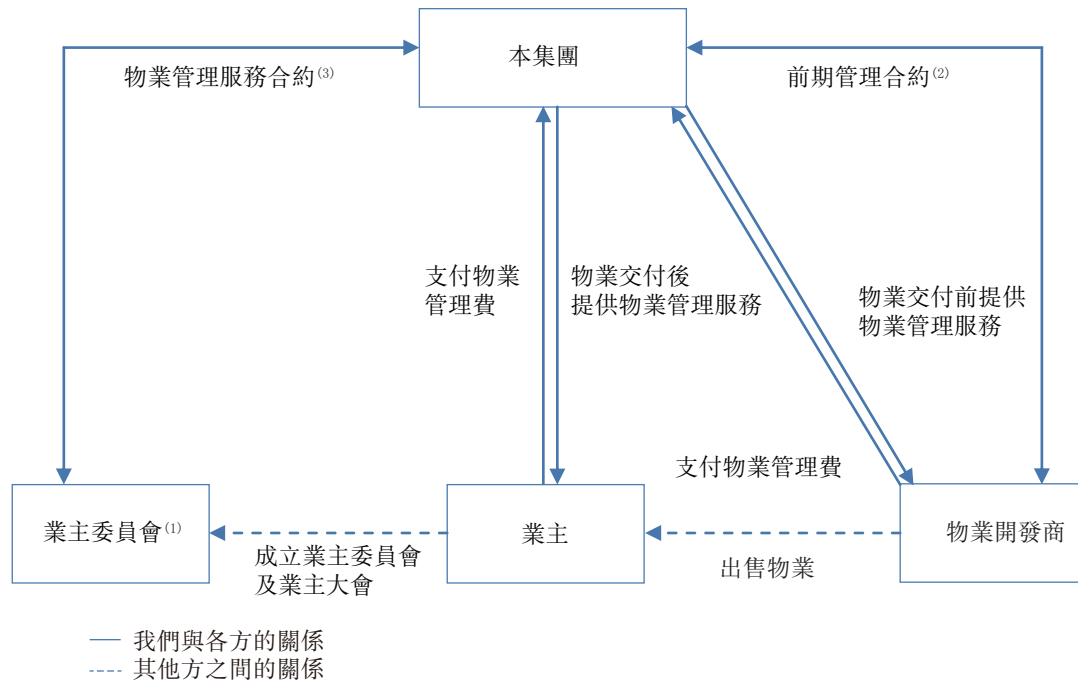 本集團
物業管理服務合約(3)
前期管理合約(2)
支付物業
管理費
物業交付後
提供物業管理服務
物業交付前提供
物業管理服務
支付物業管理費
業主委員會(1)
業主
物業開發商
成立業主委員會
及業主大會
出售物業
我們與各方的關係
其他方之間的關係